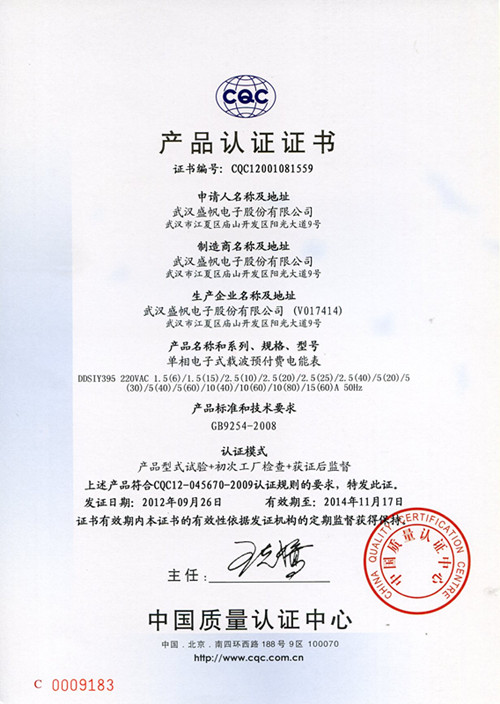 CQC
产品认证证书
证书编号: CQC12001081559
申请人名称及地址
武汉盛帆电子股份有限公司
武汉市江夏区庙山开发区阳光大道9号
制造商名称及地址
武汉盛帆电子股份有限公司
武汉市江夏区庙山开发区阳光大道9号
生产企业名称及地址
武汉盛帆电子股份有限公司 (V017414)
武汉市江夏区庙山开发区阳光大道9号
产品名称和系列、规格、型号
单相电子式载波预付费电能表
DDSIY395 220VAC 1.5(6)/1.5(15)/2.5(10)/2.5(20)/2.5(25)/2.5(40)/5(20)/5
(30)/5(40)/5(60)/10(40)/10(60)/10(80)/15(60)A 50Hz
产品标准和技术要求
GB9254-2008
认证模式
产品型式试验+初次工厂检查+获证后监督
上述产品符合CQC12-045670-2009认证规则的要求，特发此证。
发证日期: 2012年09月26日 有效期至: 2014年11月17日
证书有效期内本证书的有效性依据发证机构的定期监督获得保持。
CHINA QUALITY CERTIFICATION CENTRE
中国质量认证中心
主任:
中国质量认证中心
中国．北京．南四环西路188号9区 100070
http://www.cqc.com.cn
C 0009183